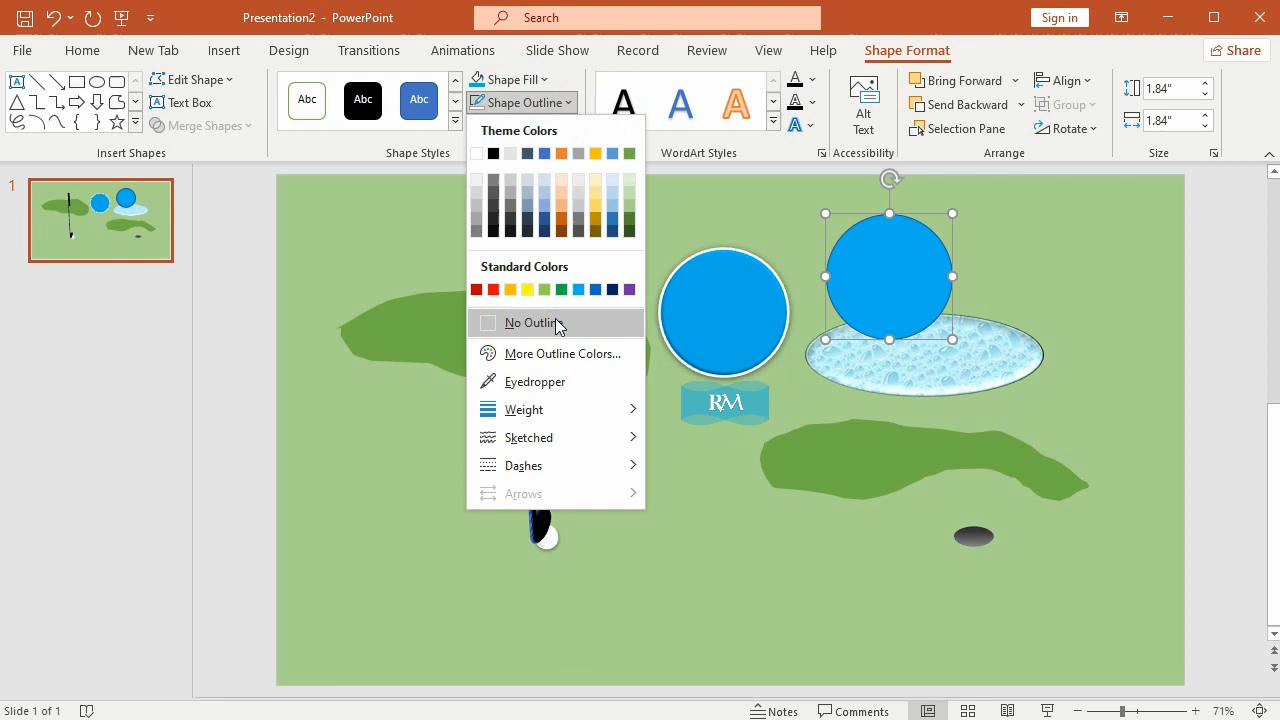 Presentation2 - PowerPoint
Search
Sign in
File
Home
New Tab
Insert
Design
Transitions
Animations
Slide Show
Record
Review
View
Help
Shape Format
Share
Edit Shape
Text Box
Merge Shapes
Insert Shapes
Abc
Abc
Abc
Shape Styles
Shape Fill
Shape Outline
A
A
A
WordArt Styles
A
A
A
Alt
Text
Accessibility
Bring Forward
Send Backward
Selection Pane
Align
Group
Rotate
Arrange
1.84"
1.84"
Size
Theme Colors
Standard Colors
No Outline
More Outline Colors...
Eyedropper
Weight
Sketched
Dashes
Arrows
1
RM
Slide 1 of 1
Notes
Comments
71%